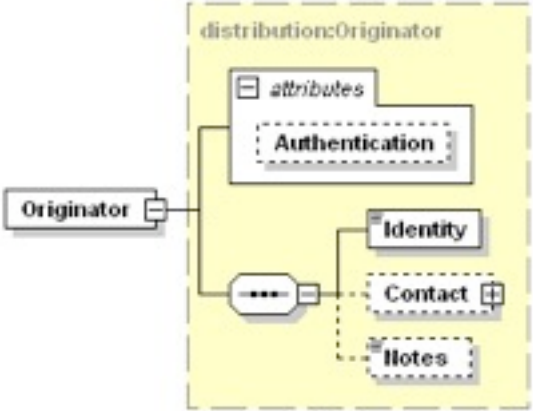 distribution:Originator
attributes
Authentication
Originator
Identity
Contact
Notes